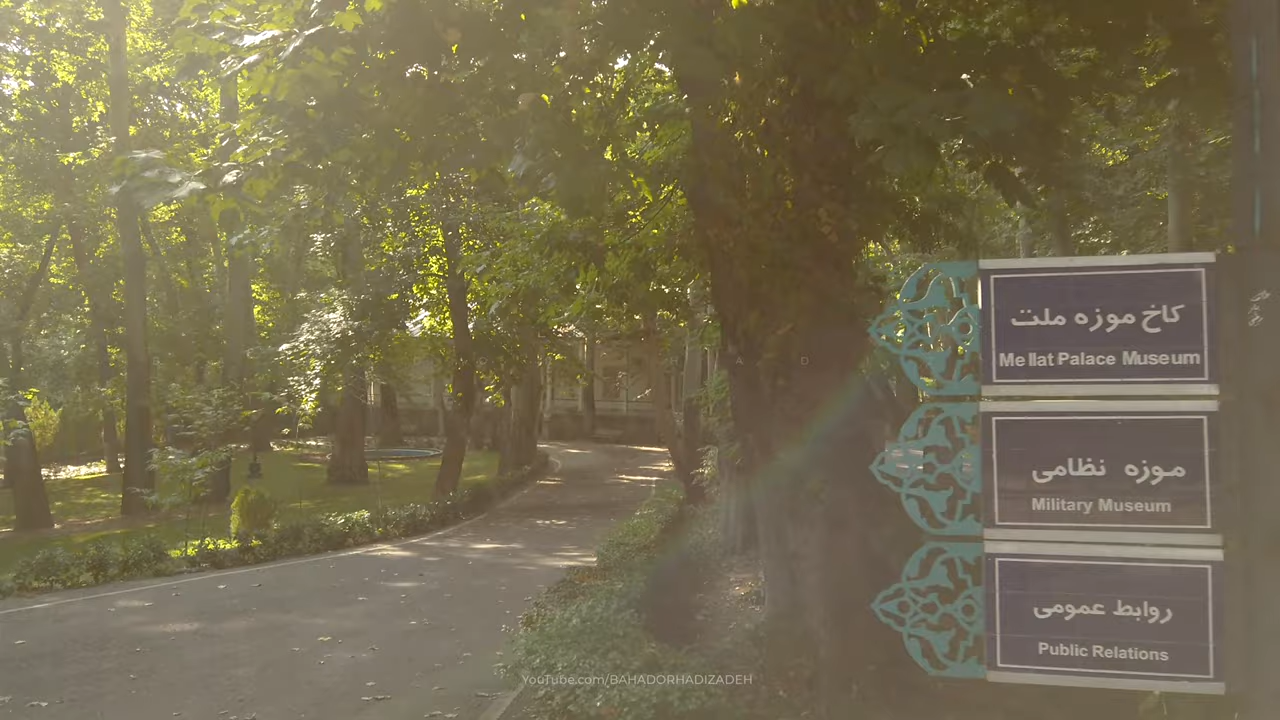 کاخ موزه ملت
Mellat Palace Museum
موزه نظامی
Military Museum
روابط عمومی
Public Relations
YouTube.com/BAHADORHADIZADEH